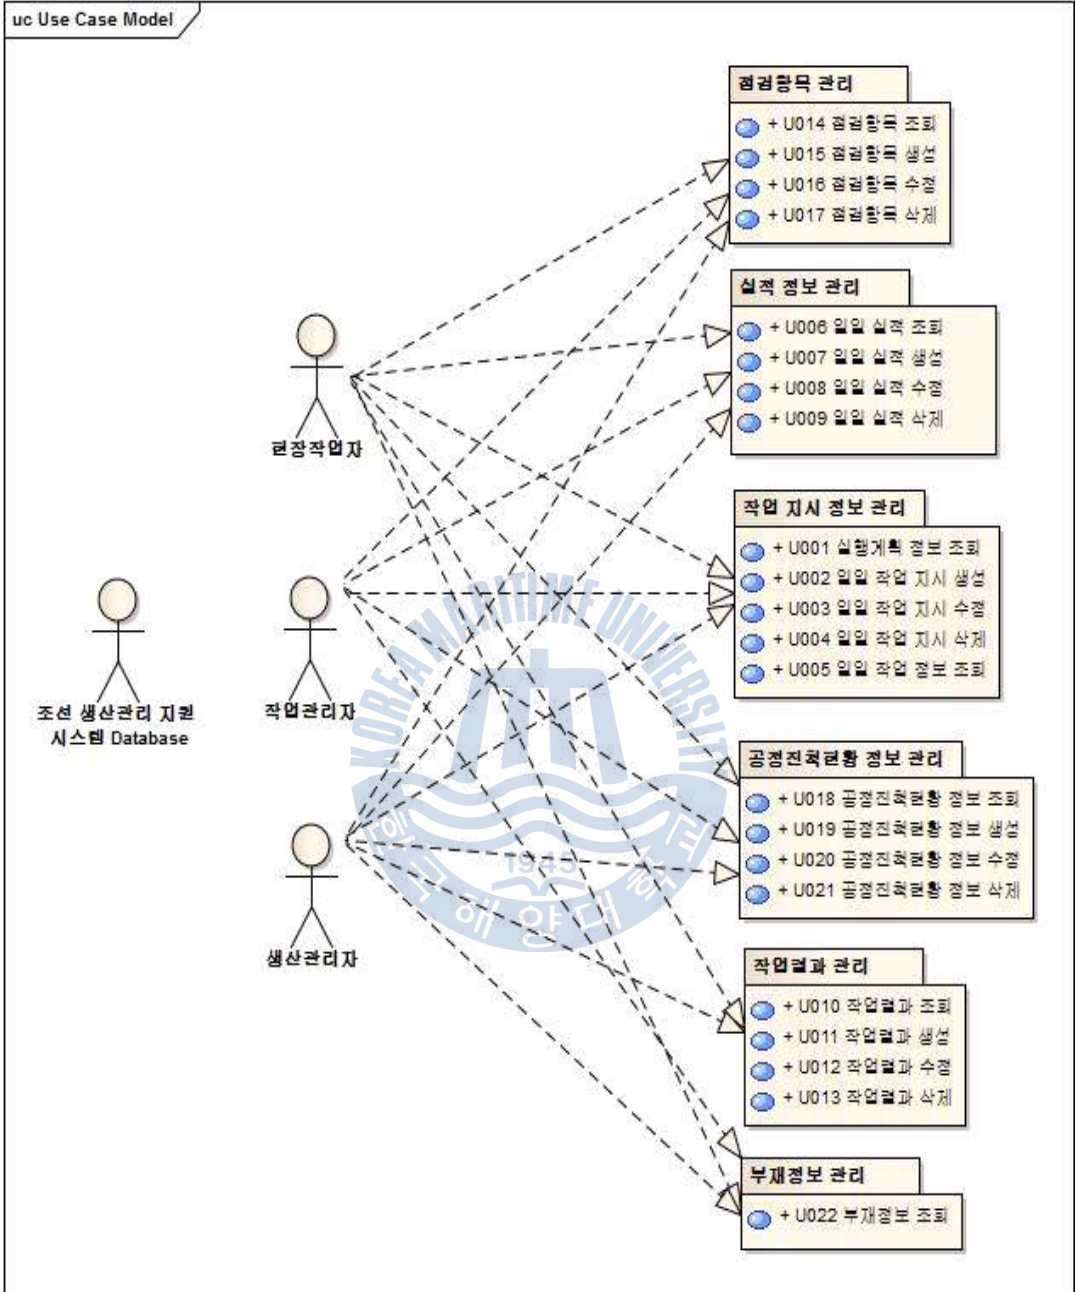 uc Use Case Model
점검항목 관리
+ U014 점검항목 조회
+ U015 점검항목 생성
+ U016 점검항목 수정
+ U017 점검항목 삭제
실적 정보 관리
+ U006 일일 실적 조회
+ U007 일일 실적 생성
+ U008 일일 실적 수정
+ U009 일일 실적 삭제
현장작업자
작업 지시 정보 관리
+ U001 실행계획 정보 조회
+ U002 일일 작업 지시 생성
+ U003 일일 작업 지시 수정
+ U004 일일 작업 지시 삭제
+ U005 일일 작업 정보 조회
조선 생산관리 지원
시스템 Database
작업관리자
공정진척현황 정보 관리
+ U018 공정진척현황 정보 조회
+ U019 공정진척현황 정보 생성
+ U020 공정진척현황 정보 수정
+ U021 공정진척현황 정보 삭제
생산관리자
작업결과 관리
+ U010 작업결과 조회
+ U011 작업결과 생성
+ U012 작업결과 수정
+ U013 작업결과 삭제
부재정보 관리
+ U022 부재정보 조회
KOREA MARITIME UNIVERSITY
1945
한국해양대학교